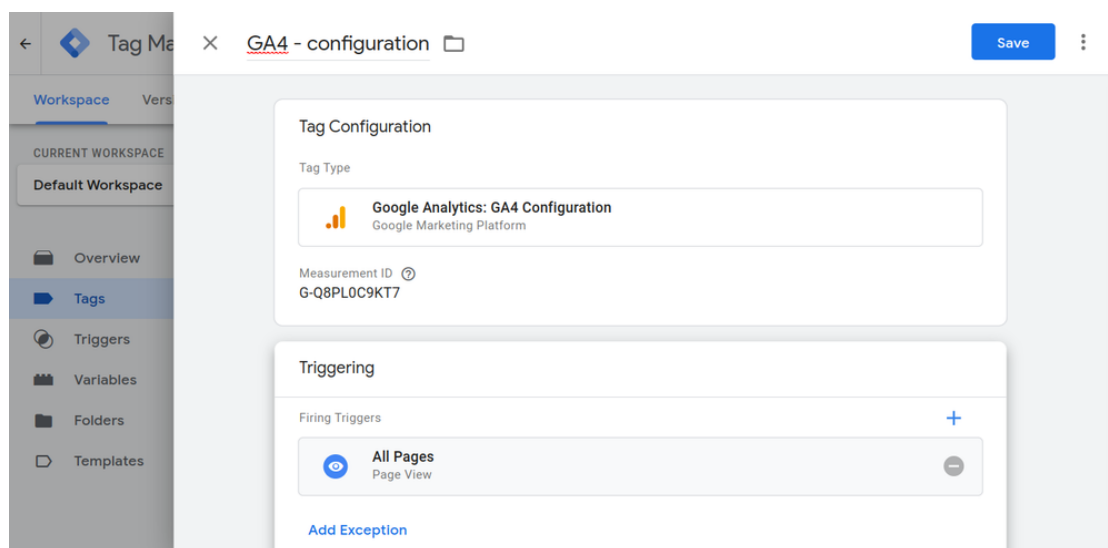 Tag Ma
GA4 - configuration
Save
Workspace
Vers
CURRENT WORKSPACE
Default Workspace
Overview
Tags
Triggers
Variables
Folders
Templates
Tag Configuration
Tag Type
Google Analytics: GA4 Configuration
Google Marketing Platform
Measurement ID
G-Q8PL0C9KT7
Triggering
Firing Triggers
All Pages
Page View
Add Exception